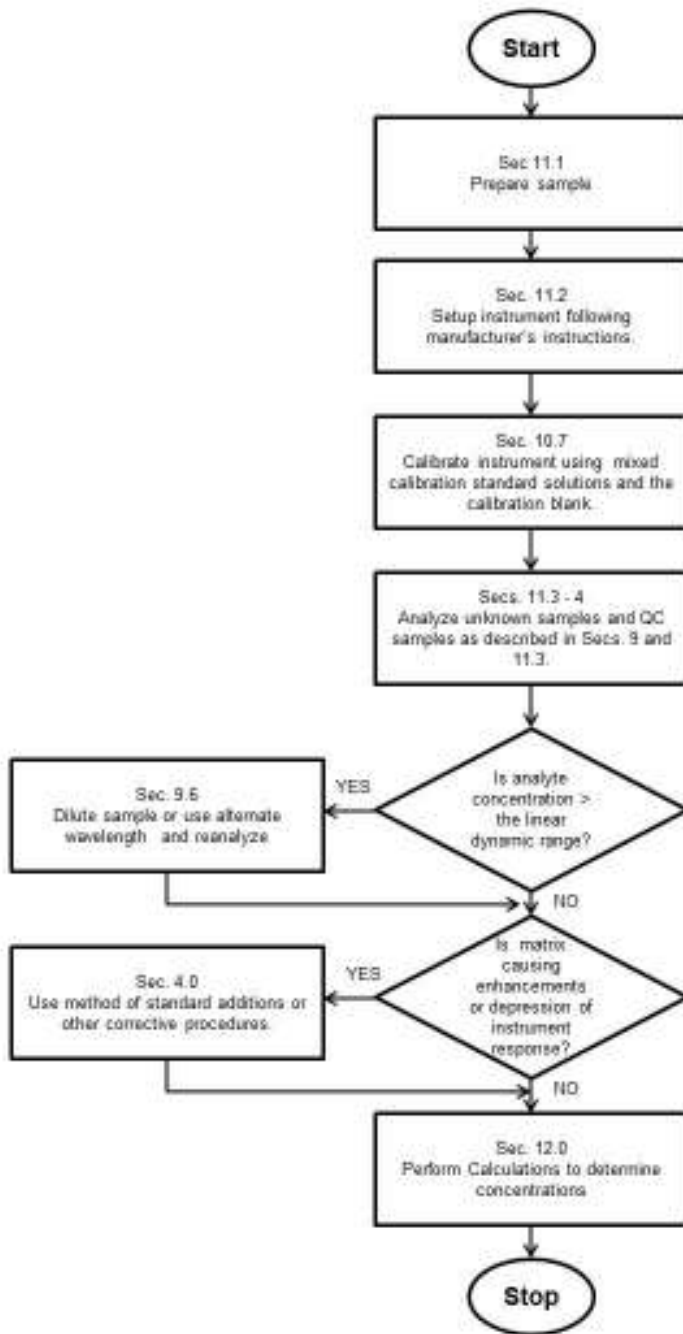 Start
Sec 11.1
Prepare sample
Sec. 11.2
Setup instrument following
manufacturer's instructions.
Sec. 10.7
Calibrate instrument using mixed
calibration standard solutions and the
calibration blank.
Secs. 11.3 - 4
Analyze unknown samples and QC
samples as described in Secs. 9 and
11.3.
Is analyte
concentration >
the linear
dynamic range?
YES
Sec. 9.6
Dilute sample or use alternate
wavelength and reanalyze
NO
Is matrix
causing
enhancements
or depression of
instrument
response?
YES
Sec. 4.0
Use method of standard additions or
other corrective procedures.
NO
Sec. 12.0
Perform Calculations to determine
concentrations
Stop